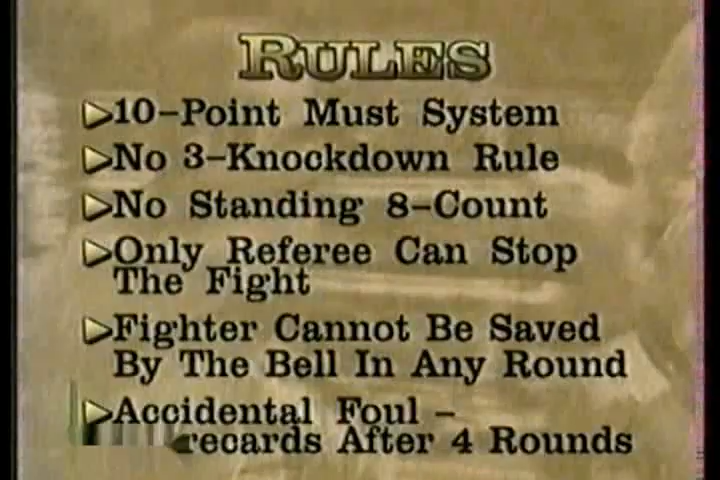 RULES
10-Point Must System
No 3-Knockdown Rule
No Standing 8-Count
Only Referee Can Stop
The Fight
Fighter Cannot Be Saved
By The Bell In Any Round
Accidental Foul -
After 4 Rounds